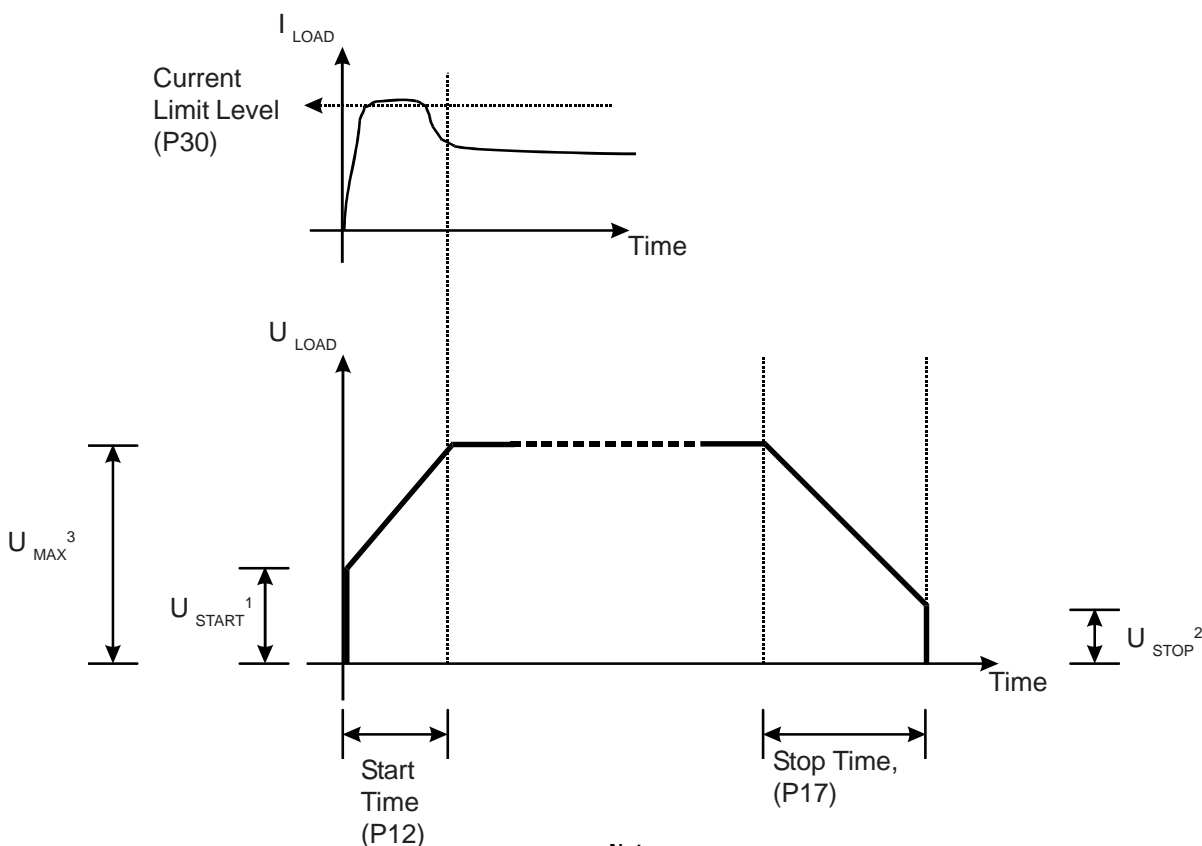 I LOAD
Current
Limit Level
(P30)
Time
U LOAD
U MAX 3
U START 1
U STOP 2
Time
Start
Time
(P12)
Stop Time,
(P17)